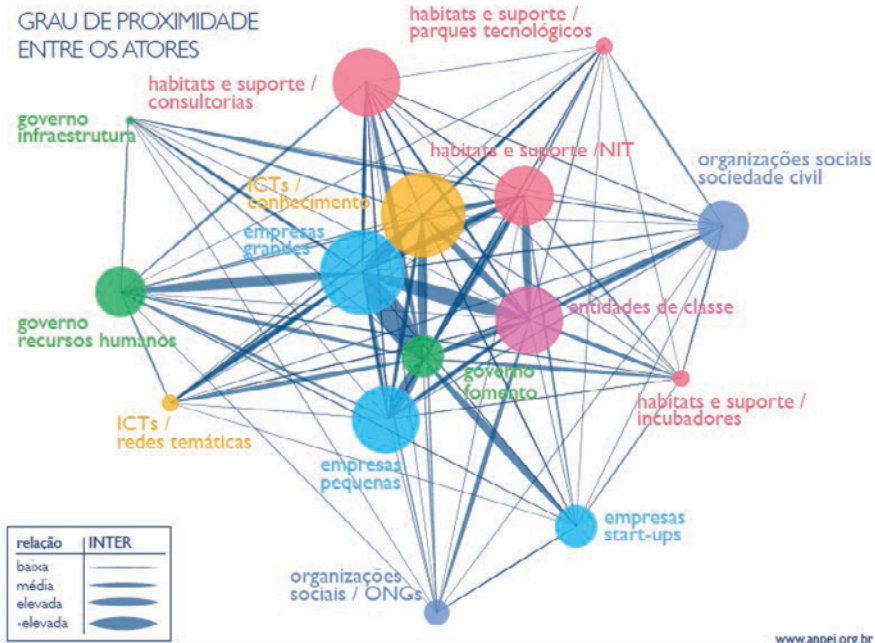 GRAU DE PROXIMIDADE
ENTRE OS ATORES
habitats e suporte /
parques tecnológicos
habitats e suporte /
consultorias
governo
infraestrutura
habitats e suporte /NIT
organizações sociais
sociedade civil
ICTs /
conhecimento
empresas
grandes
entidades de classe
governo
recursos humanos
governo
fomento
habitats e suporte /
incubadores
ICTs /
redes temáticas
empresas
pequenas
empresas
start-ups
organizações
sociais / ONGs
relação INTER
baixa
média
elevada
+elevada
www.anpei.org.br